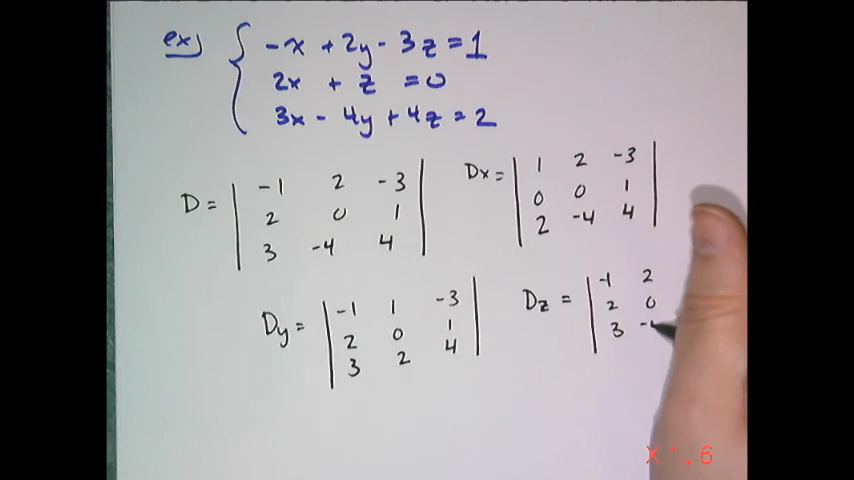 ex) { -x + 2y - 3z = 1
2x + z = 0
3x - 4y + 4z = 2
D = | -1 2 -3 |
| 2 0 1 |
| 3 -4 4 |
Dx = | 1 2 -3 |
| 0 0 1 |
| 2 -4 4 |
Dy = | -1 1 -3 |
| 2 0 1 |
| 3 2 4 |
Dz = | -1 2
| 2 0
| 3 -
X1.6